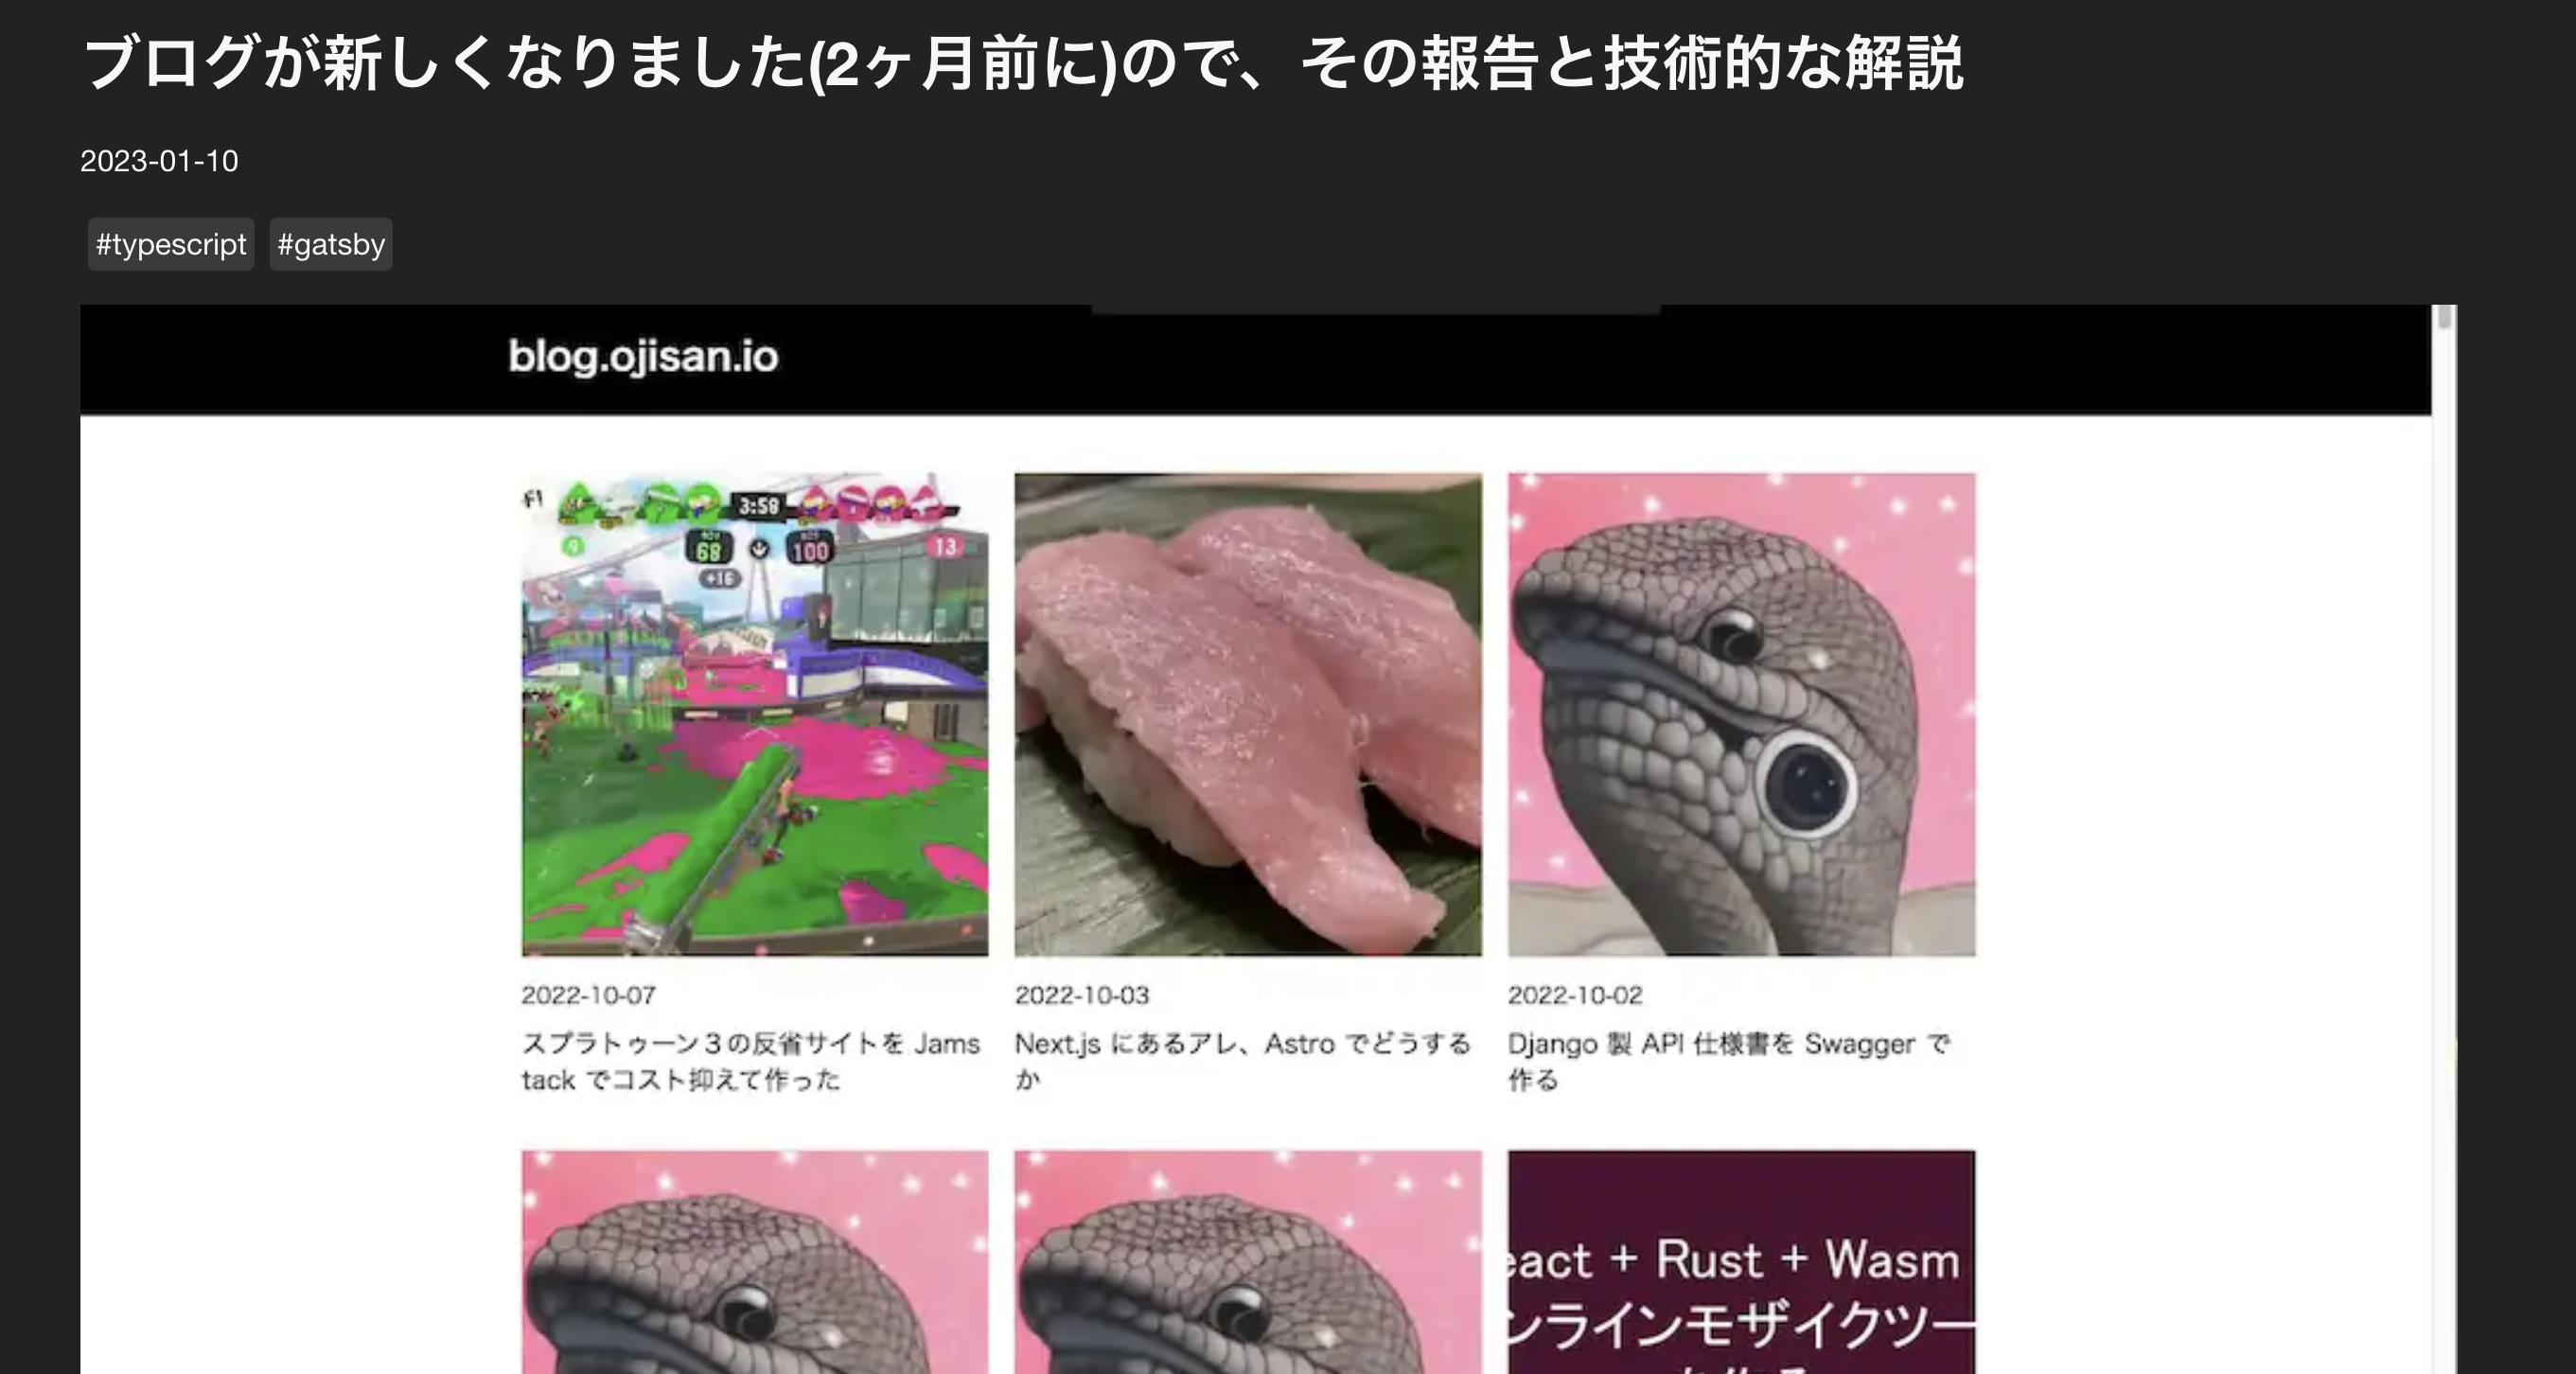 ブログが新しくなりました(2ヶ月前に)ので、その報告と技術的な解説
2023-01-10
#typescript #gatsby
blog.ojisan.io
3:58
9 68 100 13
+16
2022-10-07
スプラトゥーン3の反省サイトを Jams
tack でコスト抑えて作った
2022-10-03
Next.js にあるアレ、Astro でどうする
か
2022-10-02
Django 製 API 仕様書を Swagger で
作る
eact + Rust + Wasm
ンラインモザイクツー